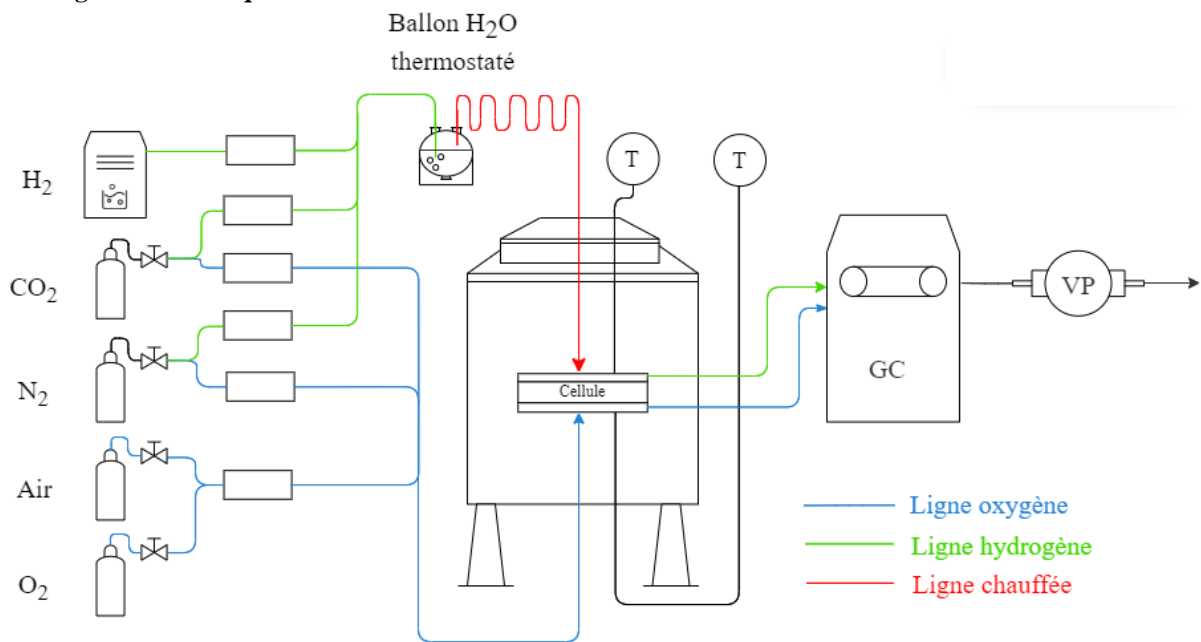 Ballon H2O
thermostaté
H2
CO2
N2
Air
O2
T
T
Cellule
GC
VP
Ligne oxygène
Ligne hydrogène
Ligne chauffée